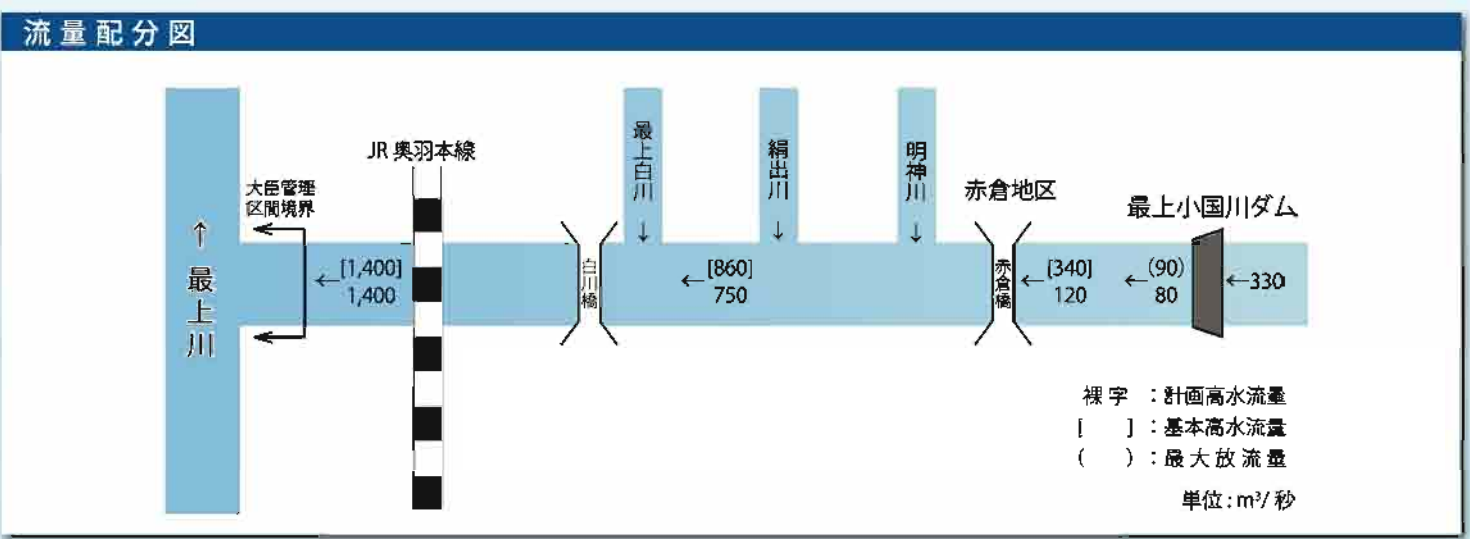 流量配分図
JR 奥羽本線
大臣管理
区間境界
最上白川
↓
絹出川
↓
明神川
↓
赤倉地区
最上小国川ダム
↑ 最上川
←[1,400]
1,400
白川橋
←[860]
750
赤倉橋
←[340]
120
←(90)
80
←330
裸字 ：計画高水流量
[ ] ：基本高水流量
( ) ：最大放流量
単位：m³/秒